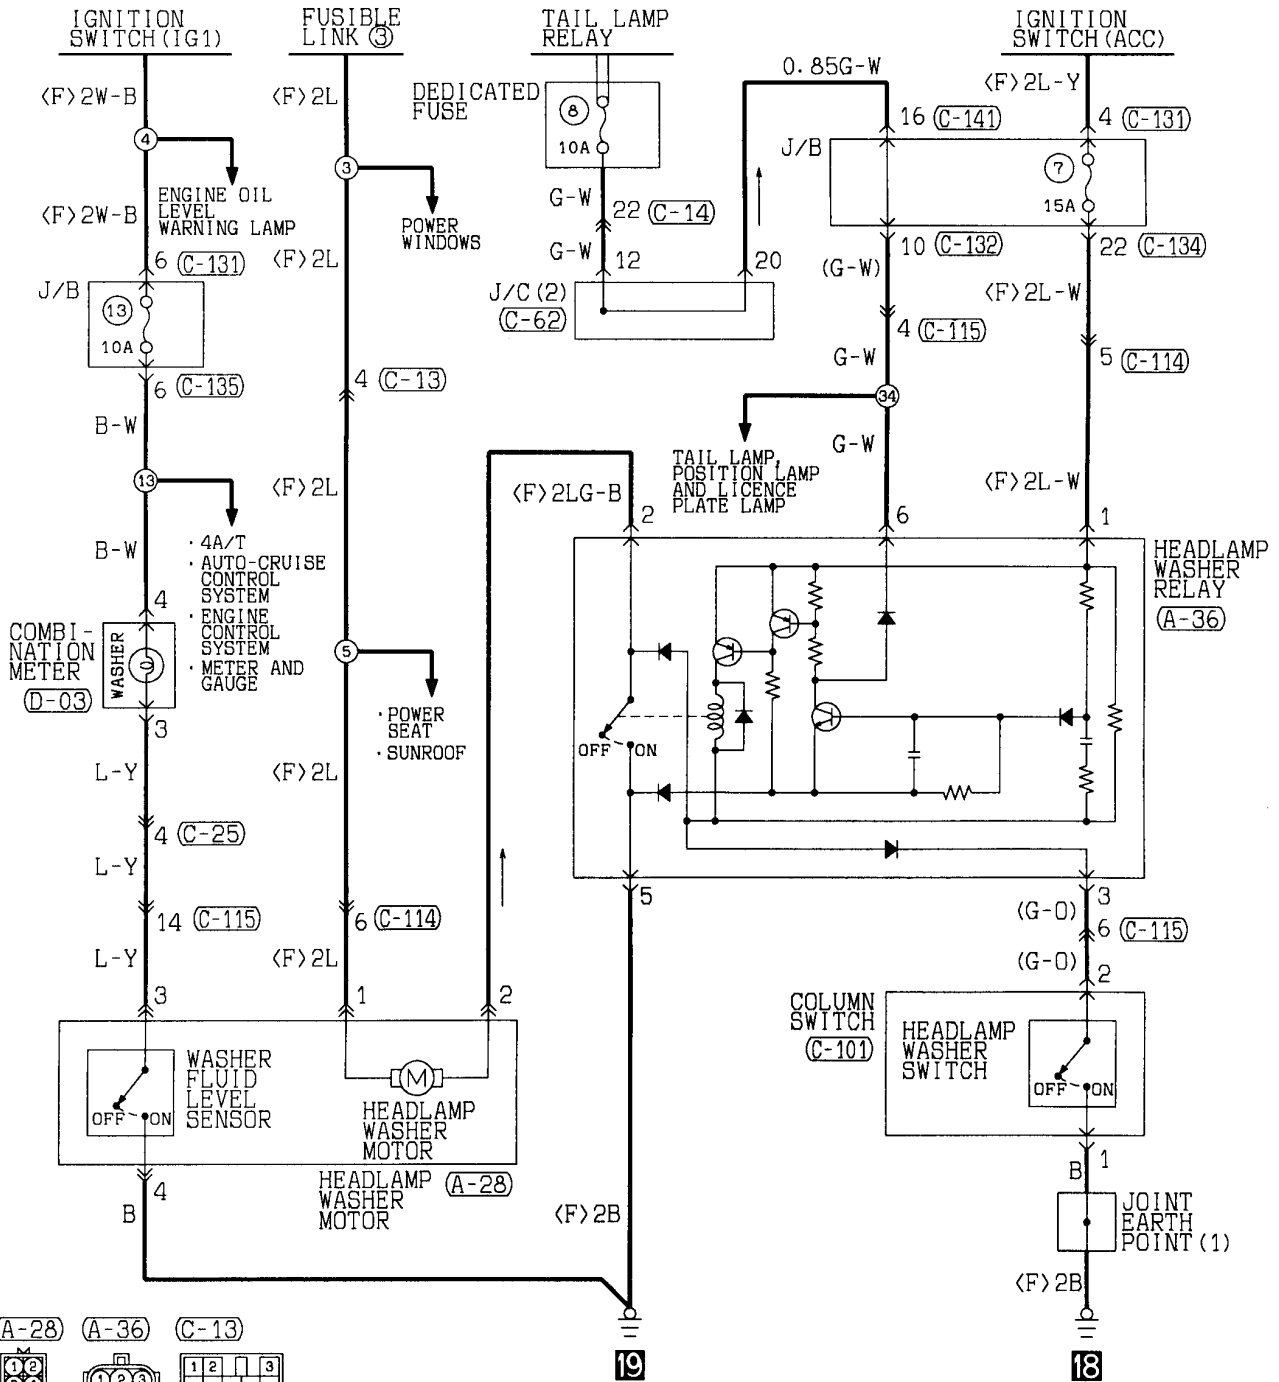 IGNITION
SWITCH(IG1)
FUSIBLE
LINK ③
TAIL LAMP
RELAY
IGNITION
SWITCH(ACC)
<F>2W-B
<F>2L
DEDICATED
FUSE
8
10A
0.85G-W
<F>2L-Y
16 (C-141)
4 (C-131)
J/B
7
15A
4
3
ENGINE OIL
LEVEL
WARNING LAMP
<F>2W-B
POWER
WINDOWS
G-W
22 (C-14)
G-W
12
20
10 (C-132)
22 (C-134)
6 (C-131)
<F>2L
(G-W)
<F>2L-W
J/B
13
10A
J/C(2)
(C-62)
4 (C-115)
5 (C-114)
6 (C-135)
4 (C-13)
G-W
34
B-W
13
<F>2L
<F>2LG-B
2
TAIL LAMP,
POSITION LAMP
AND LICENCE
PLATE LAMP
G-W
6
<F>2L-W
1
B-W
4
· 4A/T
· AUTO-CRUISE
CONTROL
SYSTEM
· ENGINE
CONTROL
SYSTEM
· METER AND
GAUGE
HEADLAMP
WASHER
RELAY
(A-36)
COMBI-
NATION
METER
(D-03)
WASHER
5
3
· POWER
SEAT
· SUNROOF
OFF
ON
L-Y
<F>2L
4 (C-25)
L-Y
14 (C-115)
6 (C-114)
5
3
(G-O)
6 (C-115)
L-Y
<F>2L
(G-O)
3
1
2
2
COLUMN
SWITCH
(C-101)
HEADLAMP
WASHER
SWITCH
OFF
ON
WASHER
FLUID
LEVEL
SENSOR
OFF
ON
M
HEADLAMP
WASHER
MOTOR
4
B
HEADLAMP
WASHER
MOTOR
(A-28)
<F>2B
1
B
JOINT
EARTH
POINT(1)
<F>2B
19
18
(A-28)
(A-36)
(C-13)
1 2
1 2 3
1 2 3